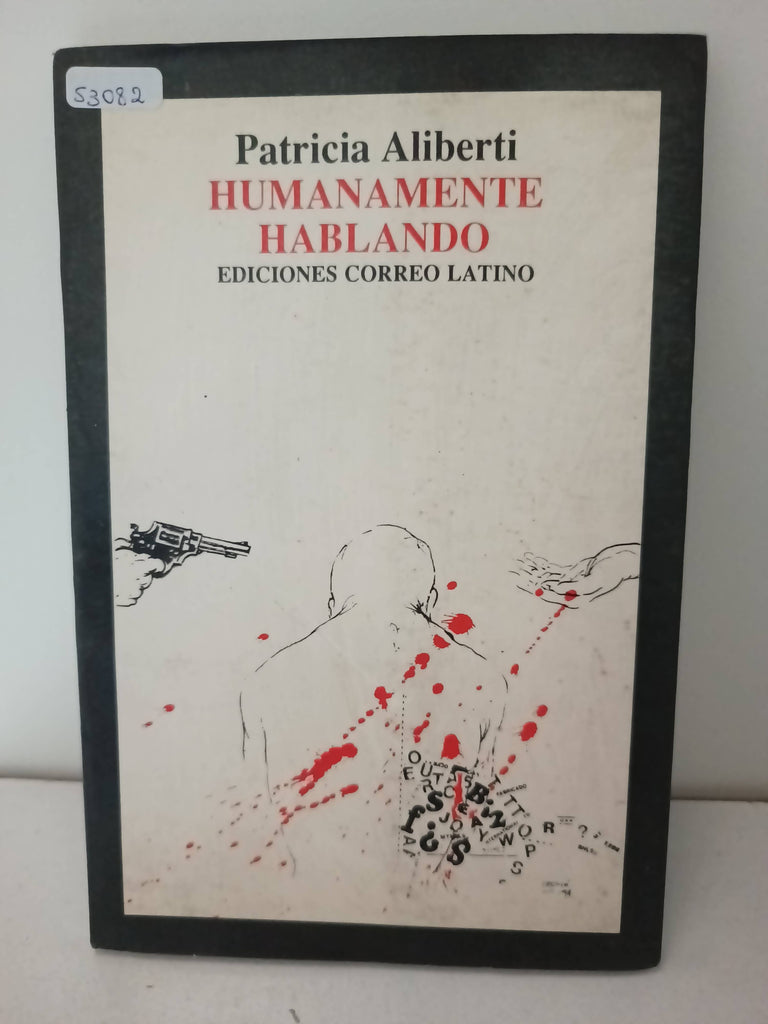 53082
Patricia Aliberti
HUMANAMENTE
HABLANDO
EDICIONES CORREO LATINO